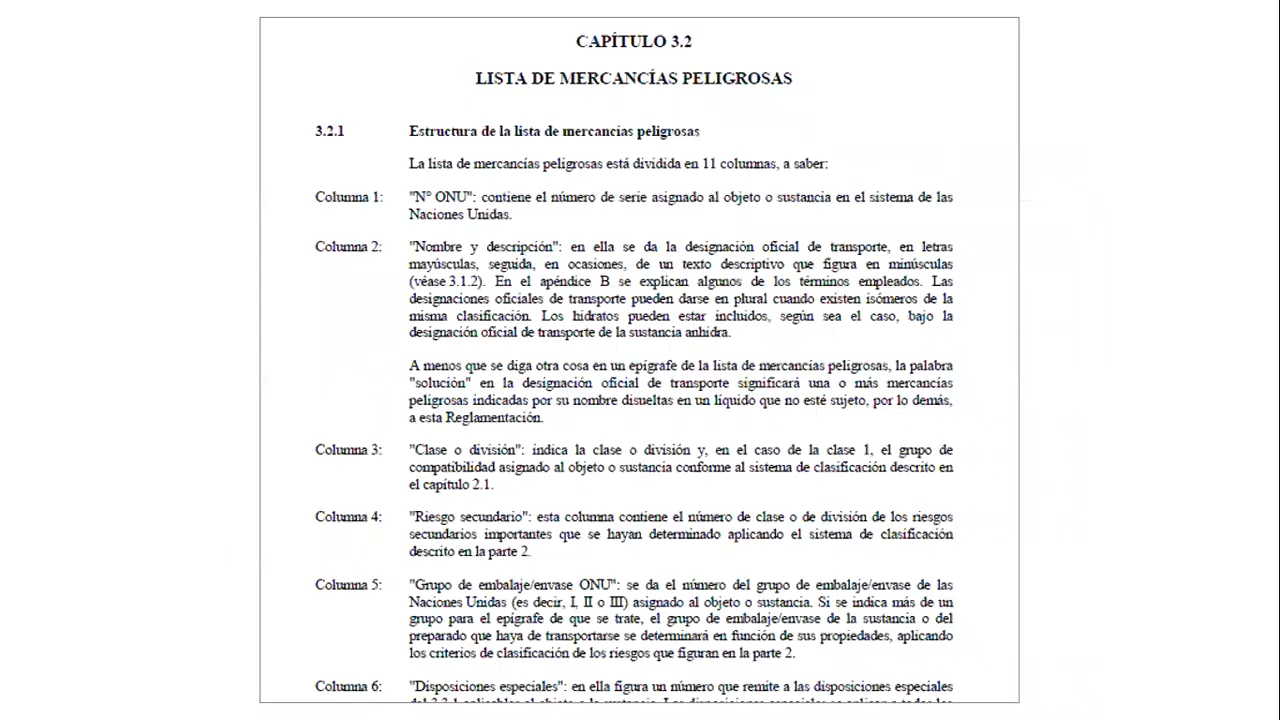 CAPÍTULO 3.2
LISTA DE MERCANCÍAS PELIGROSAS
3.2.1 Estructura de la lista de mercancías peligrosas
La lista de mercancías peligrosas está dividida en 11 columnas, a saber:
Columna 1: "N° ONU": contiene el número de serie asignado al objeto o sustancia en el sistema de las
Naciones Unidas.
Columna 2: "Nombre y descripción": en ella se da la designación oficial de transporte, en letras
mayúsculas, seguida, en ocasiones, de un texto descriptivo que figura en minúsculas
(véase 3.1.2). En el apéndice B se explican algunos de los términos empleados. Las
designaciones oficiales de transporte pueden darse en plural cuando existen isómeros de la
misma clasificación. Los hidratos pueden estar incluidos, según sea el caso, bajo la
designación oficial de transporte de la sustancia anhidra.
A menos que se diga otra cosa en un epígrafe de la lista de mercancías peligrosas, la palabra
"solución" en la designación oficial de transporte significará una o más mercancías
peligrosas indicadas por su nombre disueltas en un líquido que no esté sujeto, por lo demás,
a esta Reglamentación.
Columna 3: "Clase o división": indica la clase o división y, en el caso de la clase 1, el grupo de
compatibilidad asignado al objeto o sustancia conforme al sistema de clasificación descrito en
el capítulo 2.1.
Columna 4: "Riesgo secundario": esta columna contiene el número de clase o de división de los riesgos
secundarios importantes que se hayan determinado aplicando el sistema de clasificación
descrito en la parte 2.
Columna 5: "Grupo de embalaje/envase ONU": se da el número del grupo de embalaje/envase de las
Naciones Unidas (es decir, I, II o III) asignado al objeto o sustancia. Si se indica más de un
grupo para el epígrafe de que se trate, el grupo de embalaje/envase de la sustancia o del
preparado que haya de transportarse se determinará en función de sus propiedades, aplicando
los criterios de clasificación de los riesgos que figuran en la parte 2.
Columna 6: "Disposiciones especiales": en ella figura un número que remite a las disposiciones especiales